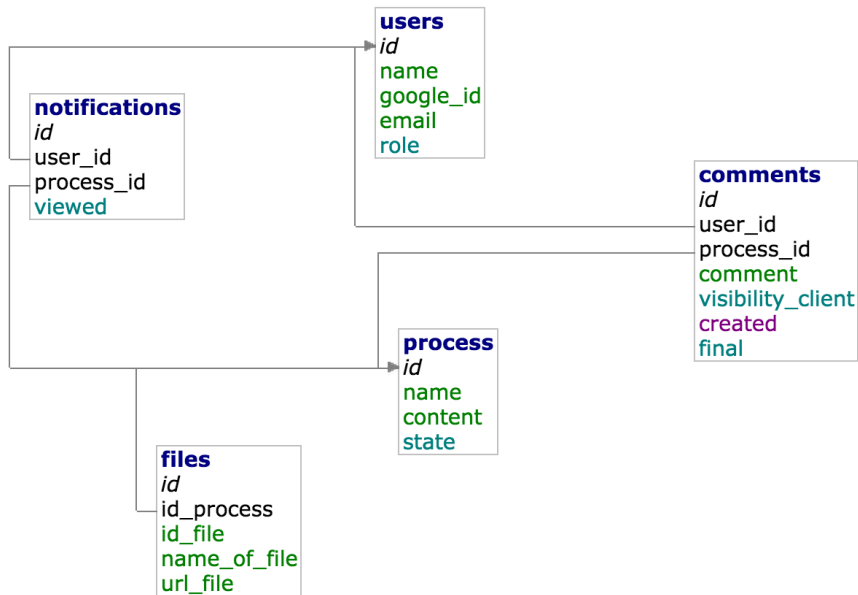 users
id
name
google_id
email
role
notifications
id
user_id
process_id
viewed
comments
id
user_id
process_id
comment
visibility_client
created
final
process
id
name
content
state
files
id
id_process
id_file
name_of_file
url_file